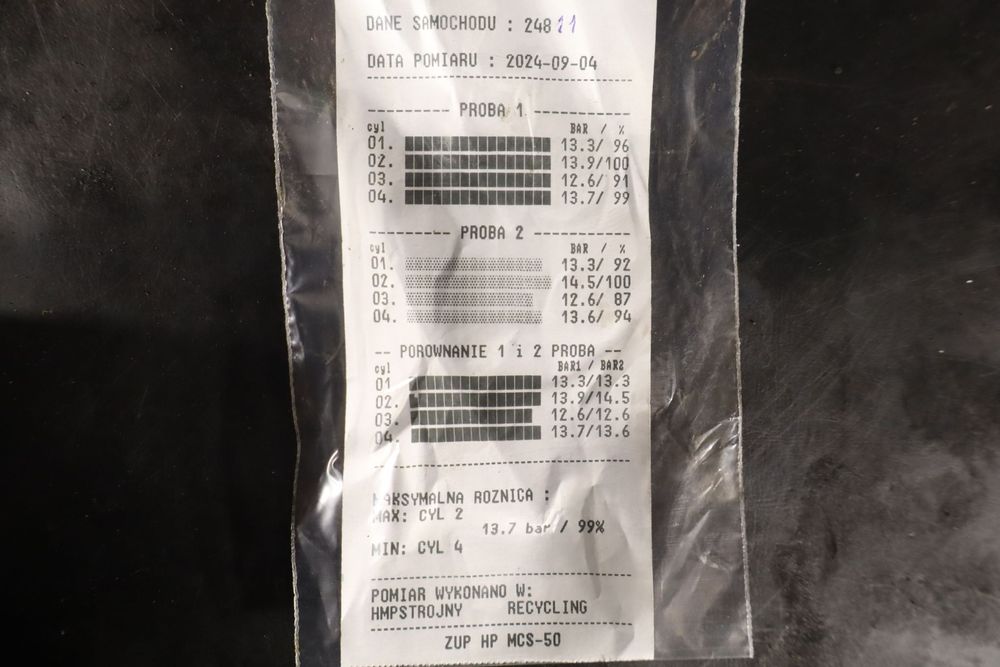 DANE SAMOCHODU : 24811
DATA POMIARU : 2024-09-04
PROBA 1
cyl BAR / %
01. 13.3/ 96
02. 13.9/100
03. 12.6/ 91
04. 13.7/ 99
PROBA 2
cyl BAR / %
01. 13.3/ 92
02. 14.5/100
03. 12.6/ 87
04. 13.6/ 94
-- POROWNANIE 1 i 2 PROBA --
cyl BAR1 / BAR2
01 13.3/13.3
02. 13.9/14.5
03. 12.6/12.6
04. 13.7/13.6
MAKSYMALNA ROZNICA :
MAX: CYL 2
13.7 bar / 99%
MIN: CYL 4
POMIAR WYKONANO W:
HMPSTROJNY RECYCLING
ZUP HP MCS-50